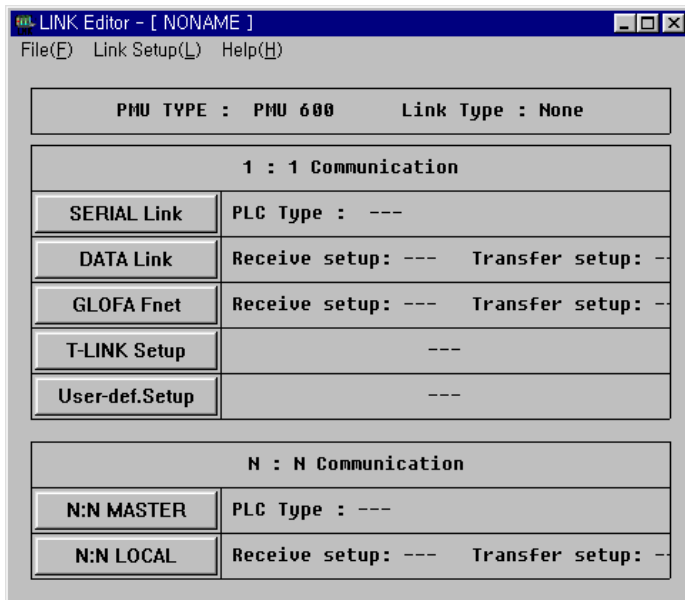 LINK Editor - [ NONAME ]
File(F) Link Setup(L) Help(H)
PMU TYPE : PMU 600 Link Type : None
1 : 1 Communication
SERIAL Link PLC Type : ---
DATA Link Receive setup: --- Transfer setup: --
GLOFA Fnet Receive setup: --- Transfer setup: --
T-LINK Setup ---
User-def.Setup ---
N : N Communication
N:N MASTER PLC Type : ---
N:N LOCAL Receive setup: --- Transfer setup: --